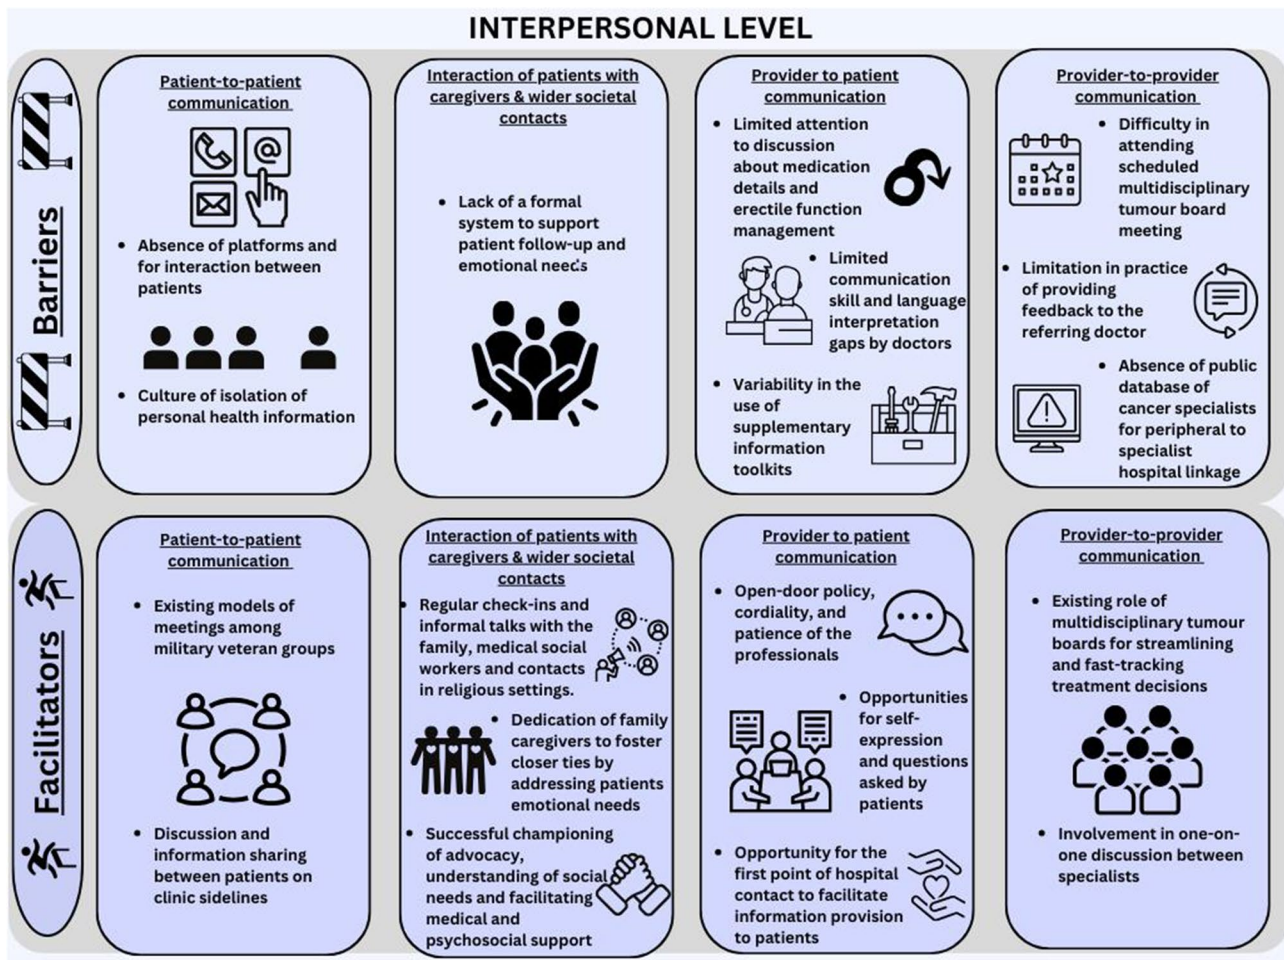 INTERPERSONAL LEVEL
Barriers
Patient-to-patient
communication
• Absence of platforms and
for interaction between
patients
• Culture of isolation of
personal health information
Interaction of patients with
caregivers & wider societal
contacts
• Lack of a formal
system to support
patient follow-up and
emotional needs
Provider to patient
communication
• Limited attention
to discussion
about medication
details and
erectile function
management
• Limited
communication
skill and language
interpretation
gaps by doctors
• Variability in the
use of
supplementary
information
toolkits
Provider-to-provider
communication
• Difficulty in
attending
scheduled
multidisciplinary
tumour board
meeting
• Limitation in practice
of providing
feedback to the
referring doctor
• Absence of public
database of
cancer specialists
for peripheral to
specialist
hospital linkage
Facilitators
Patient-to-patient
communication
• Existing models of
meetings among
military veteran groups
• Discussion and
information sharing
between patients on
clinic sidelines
Interaction of patients with
caregivers & wider societal
contacts
• Regular check-ins and
informal talks with the
family, medical social
workers and contacts
in religious settings.
• Dedication of family
caregivers to foster
closer ties by
addressing patients
emotional needs
• Successful championing
of advocacy,
understanding of social
needs and facilitating
medical and
psychosocial support
Provider to patient
communication
• Open-door policy,
cordiality, and
patience of the
professionals
• Opportunities
for self-
expression
and questions
asked by
patients
• Opportunity for the
first point of hospital
contact to facilitate
information provision
to patients
Provider-to-provider
communication
• Existing role of
multidisciplinary tumour
boards for streamlining
and fast-tracking
treatment decisions
• Involvement in one-on-
one discussion between
specialists